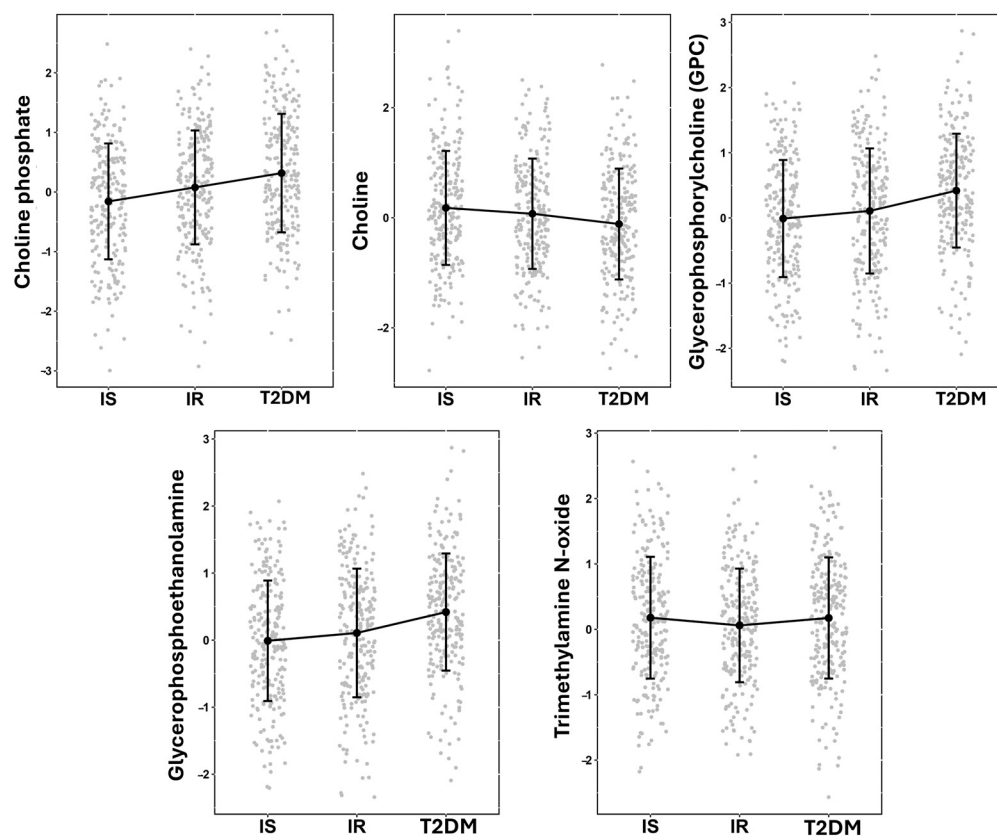 Choline phosphate
2
1
0
−1
−2
−3
IS IR T2DM
Choline
2
0
−2
IS IR T2DM
Glycerophosphorylcholine (GPC)
3
2
1
0
−1
−2
IS IR T2DM
Glycerophosphoethanolamine
3
2
1
0
−1
−2
IS IR T2DM
Trimethylamine N-oxide
3
2
1
0
−1
−2
IS IR T2DM